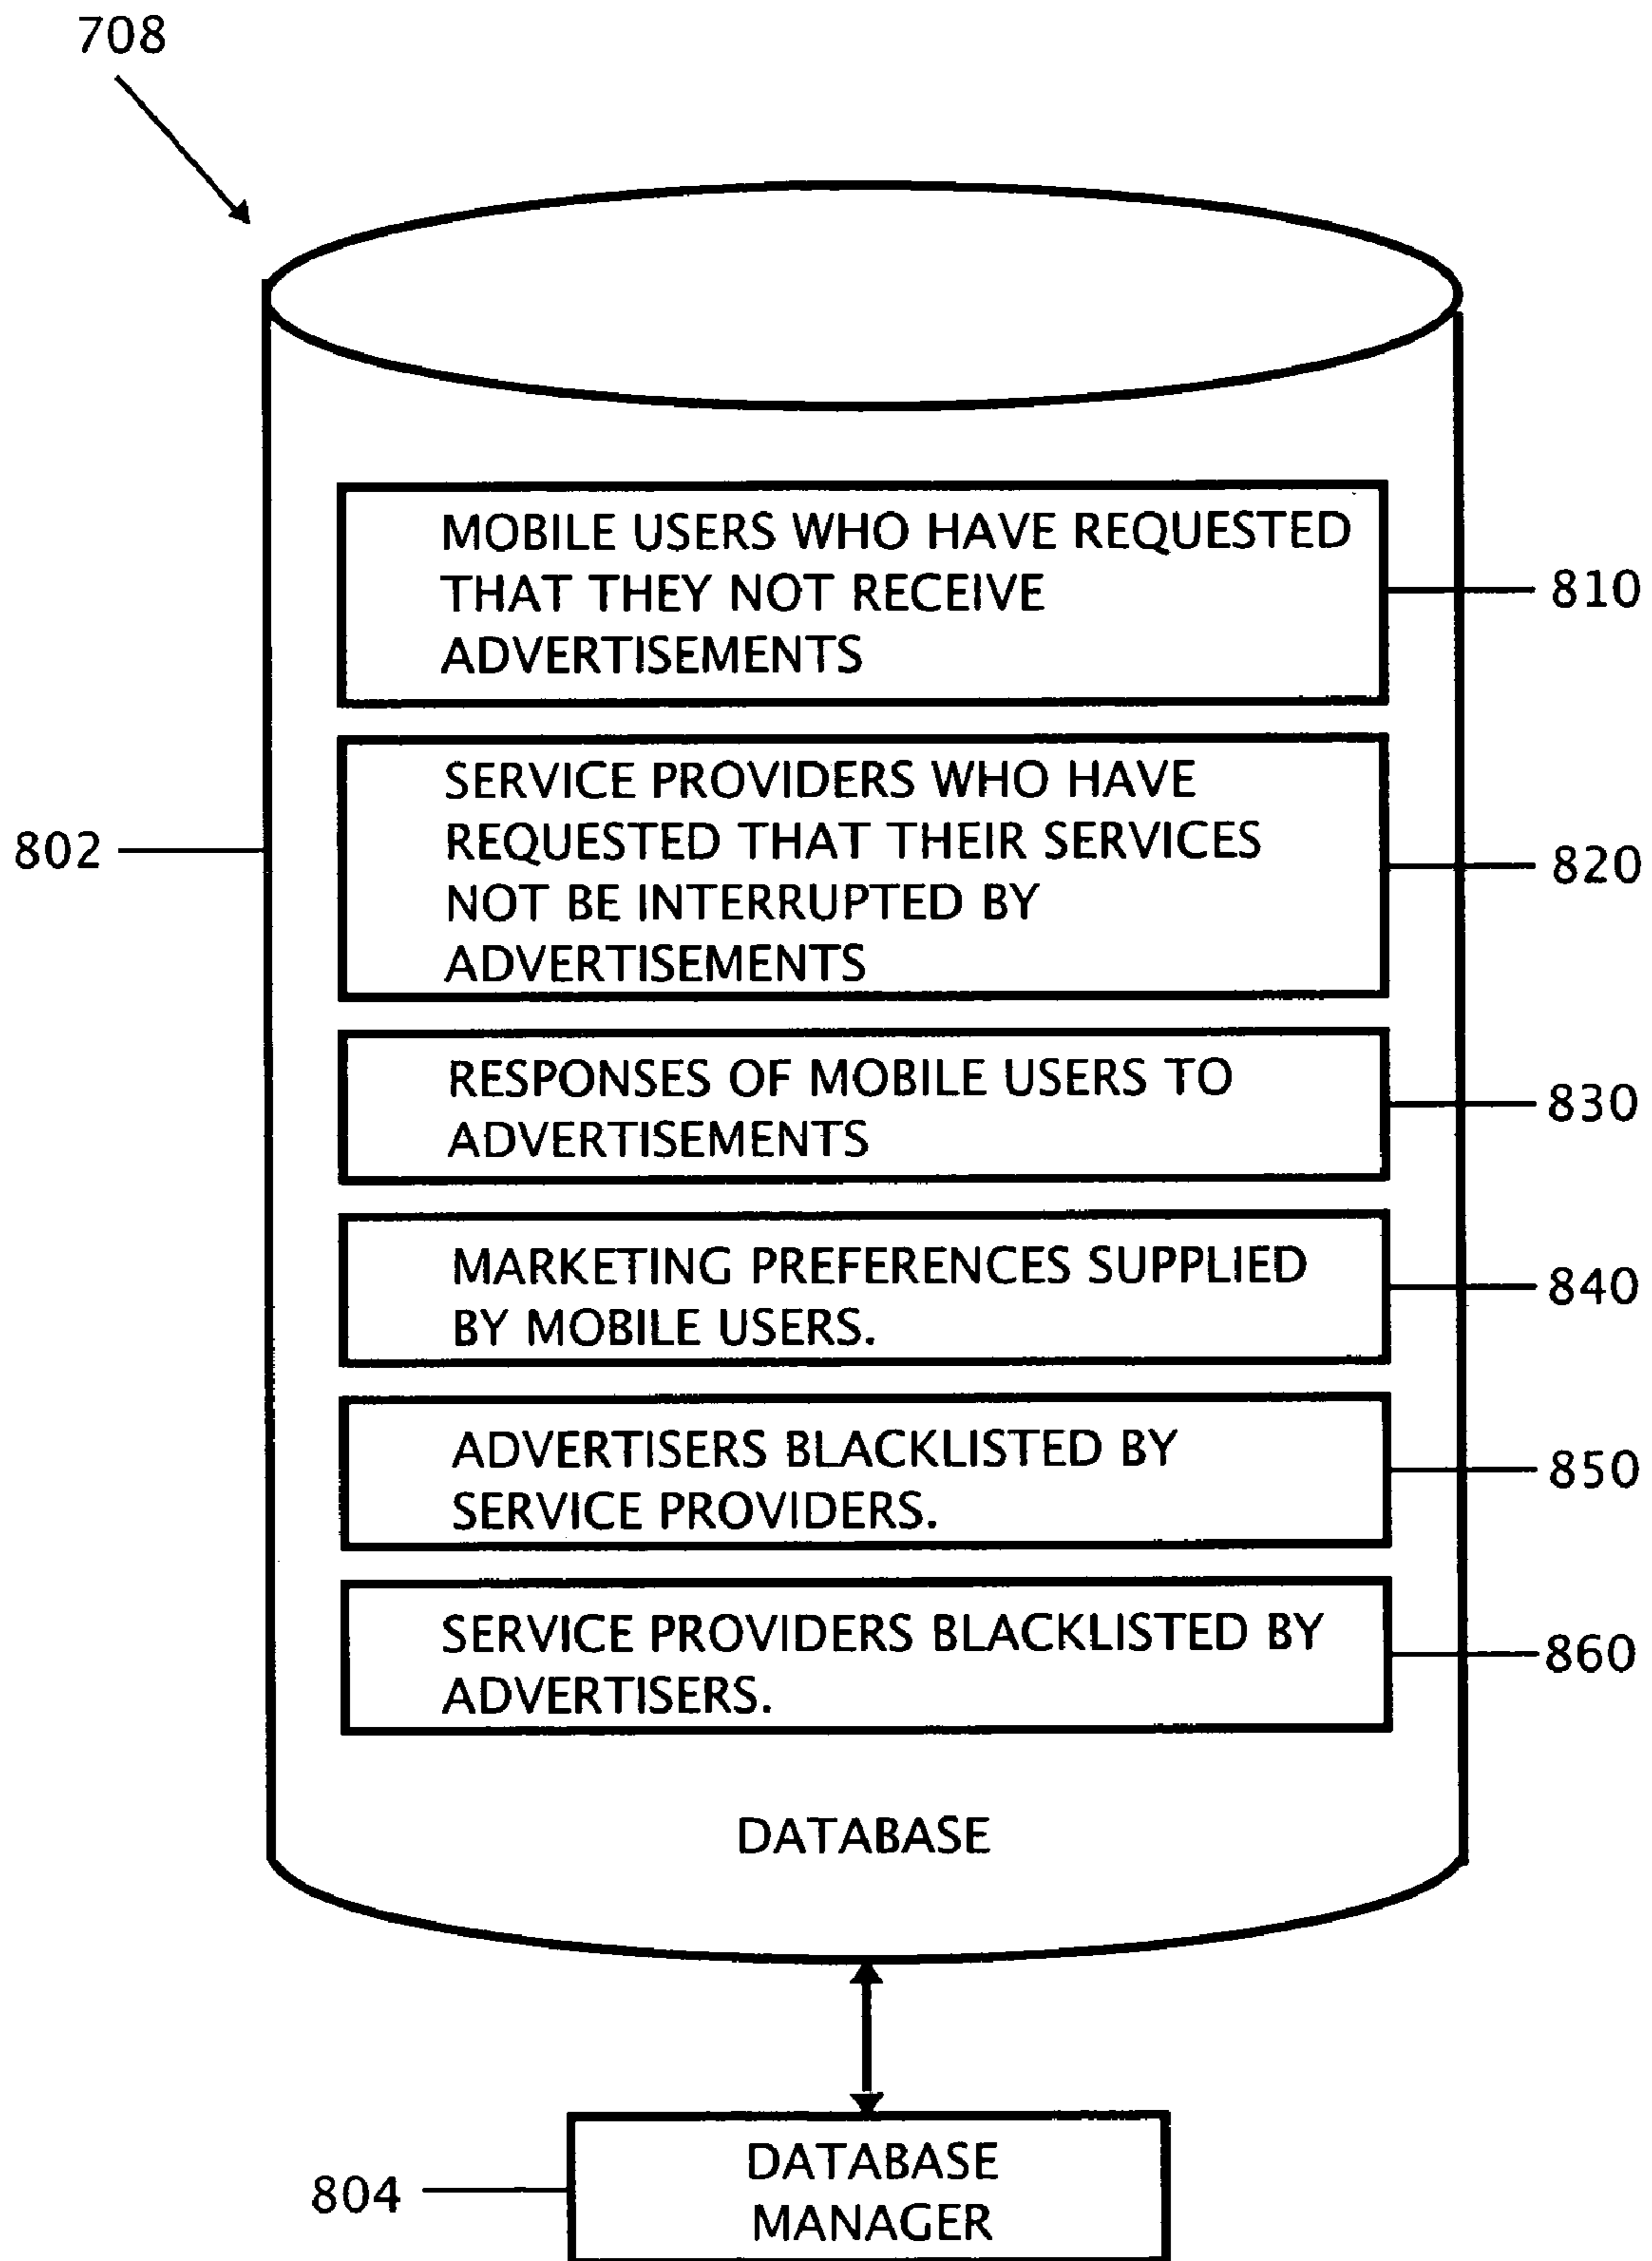 708
MOBILE USERS WHO HAVE REQUESTED
THAT THEY NOT RECEIVE
ADVERTISEMENTS
810
SERVICE PROVIDERS WHO HAVE
REQUESTED THAT THEIR SERVICES
NOT BE INTERRUPTED BY
ADVERTISEMENTS
802
820
RESPONSES OF MOBILE USERS TO
ADVERTISEMENTS
830
MARKETING PREFERENCES SUPPLIED
BY MOBILE USERS.
840
ADVERTISERS BLACKLISTED BY
SERVICE PROVIDERS.
850
SERVICE PROVIDERS BLACKLISTED BY
ADVERTISERS.
860
DATABASE
DATABASE
MANAGER
804